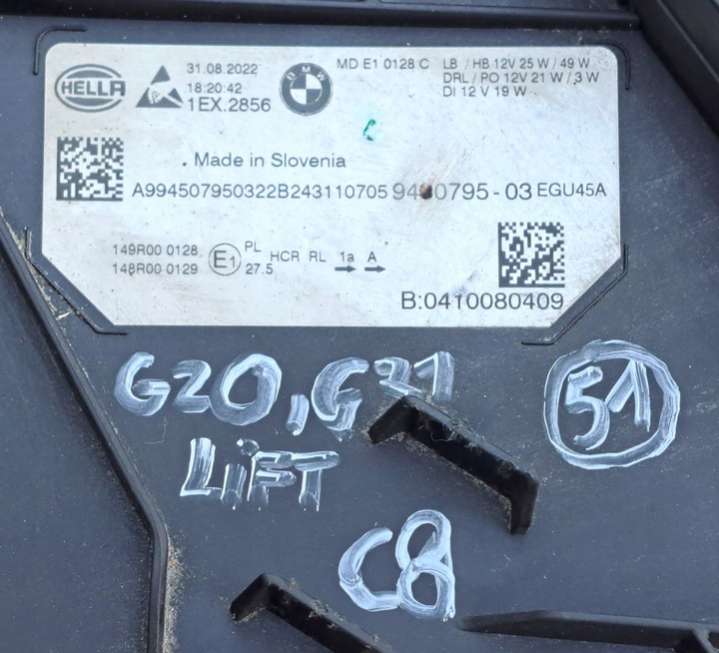 HELLA
31.08.2022
18:20:42
1EX.2856
BMW
MD E1 0128 C
LB / HB 12V 25 W / 49 W
DRL / PO 12V 21 W / 3 W
DI 12 V 19 W
. Made in Slovenia
A994507950322B243110705
0795 - 03 EGU45A
149R00 0128
148R00 0129
E1
PL
27.5
HCR RL 1a A
B:0410080409
G20, G21
LiFT
51
C8